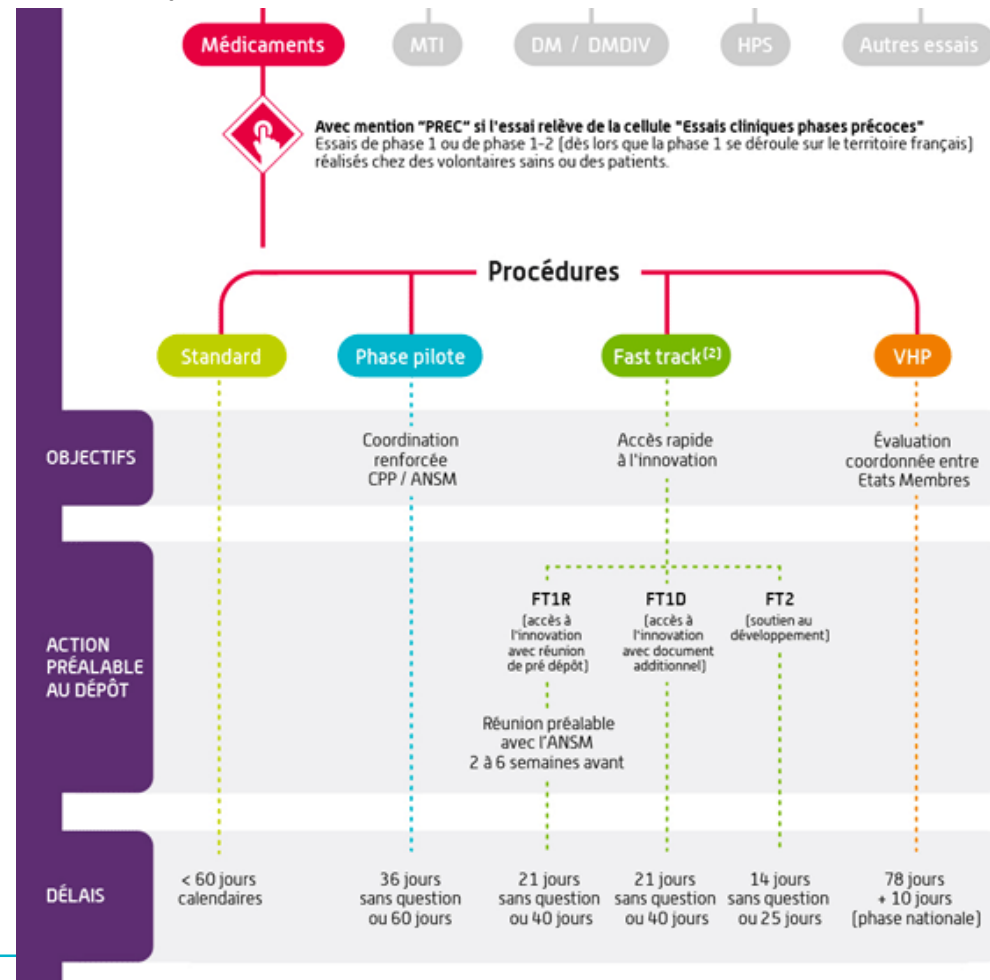 Médicaments
MTI
DM / DMDIV
HPS
Autres essais
Avec mention "PREC" si l'essai relève de la cellule "Essais cliniques phases précoces"
Essais de phase 1 ou de phase 1-2 (dès lors que la phase 1 se déroule sur le territoire français)
réalisés chez des volontaires sains ou des patients.
Procédures
Standard
Phase pilote
Fast track(2)
VHP
OBJECTIFS
Coordination
renforcée
CPP / ANSM
Accès rapide
à l'innovation
Évaluation
coordonnée entre
Etats Membres
ACTION
PRÉALABLE
AU DÉPÔT
FT1R
(accès à
l'innovation
avec réunion
de pré dépôt)
FT1D
(accès à
l'innovation
avec document
additionnel)
FT2
(soutien au
développement)
Réunion préalable
avec l'ANSM
2 à 6 semaines avant
DÉLAIS
< 60 jours
calendaires
36 jours
sans question
ou 60 jours
21 jours
sans question
ou 40 jours
21 jours
sans question
ou 40 jours
14 jours
sans question
ou 25 jours
78 jours
+ 10 jours
(phase nationale)